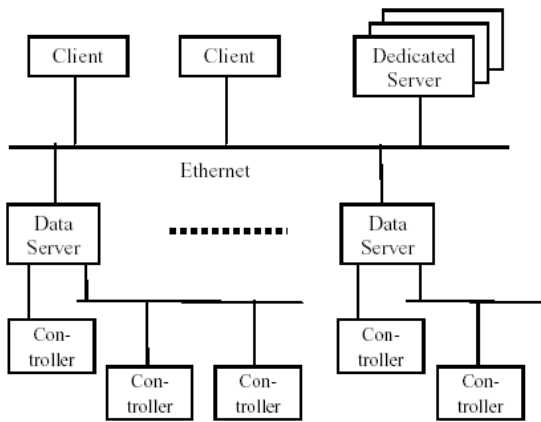 Client
Client
Dedicated
Server
Ethernet
Data
Server
Data
Server
Con-
troller
Con-
troller
Con-
troller
Con-
troller
Con-
troller